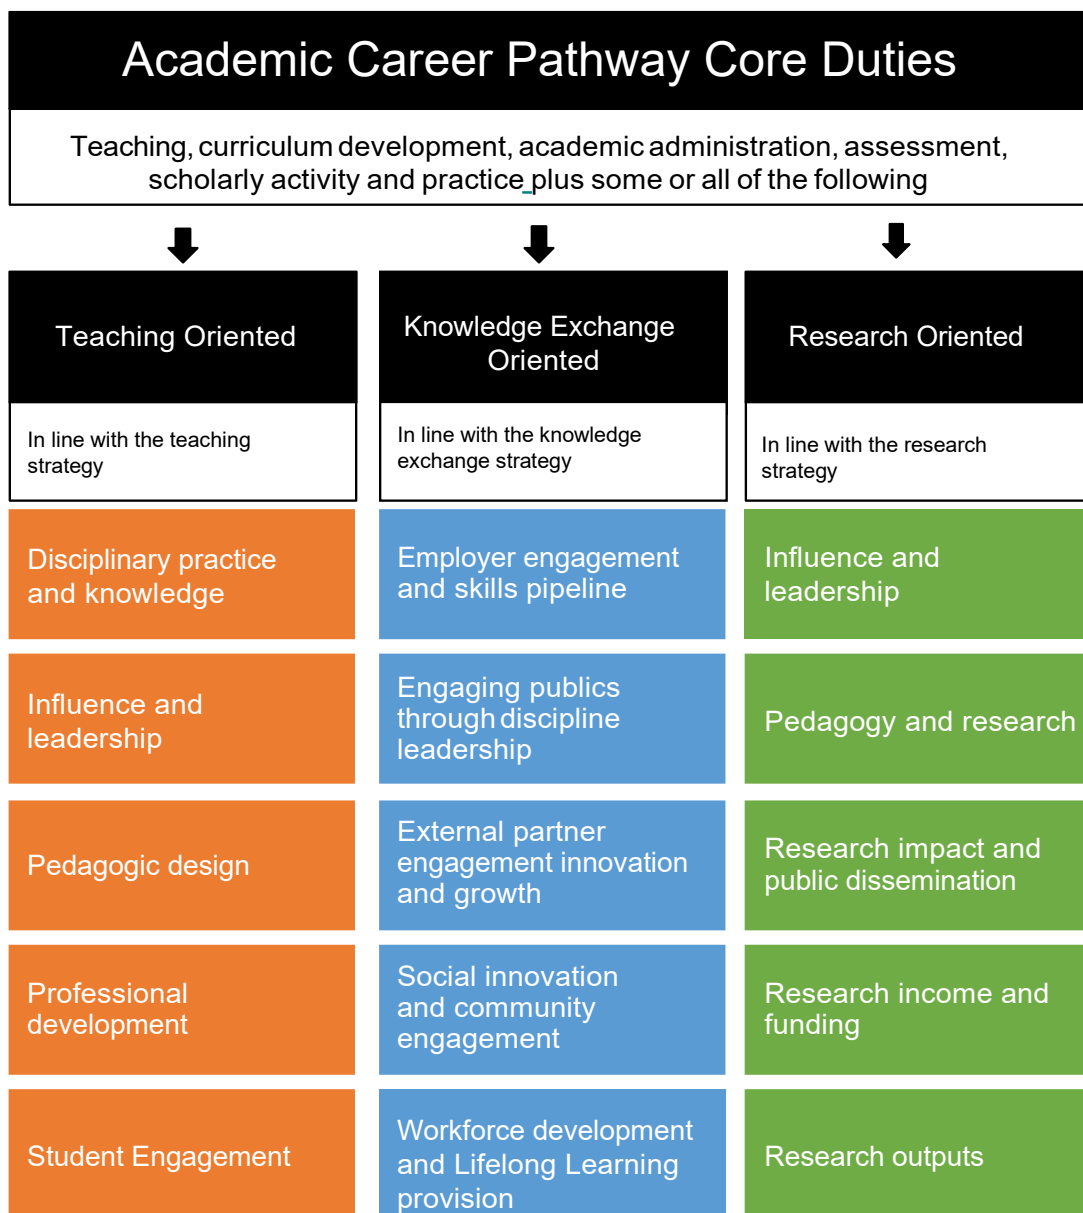 Academic Career Pathway Core Duties
Teaching, curriculum development, academic administration, assessment,
scholarly activity and practice plus some or all of the following
Teaching Oriented
In line with the teaching
strategy
Disciplinary practice
and knowledge
Influence and
leadership
Pedagogic design
Professional
development
Student Engagement
Knowledge Exchange
Oriented
In line with the knowledge
exchange strategy
Employer engagement
and skills pipeline
Engaging publics
through discipline
leadership
External partner
engagement innovation
and growth
Social innovation
and community
engagement
Workforce development
and Lifelong Learning
provision
Research Oriented
In line with the research
strategy
Influence and
leadership
Pedagogy and research
Research impact and
public dissemination
Research income and
funding
Research outputs